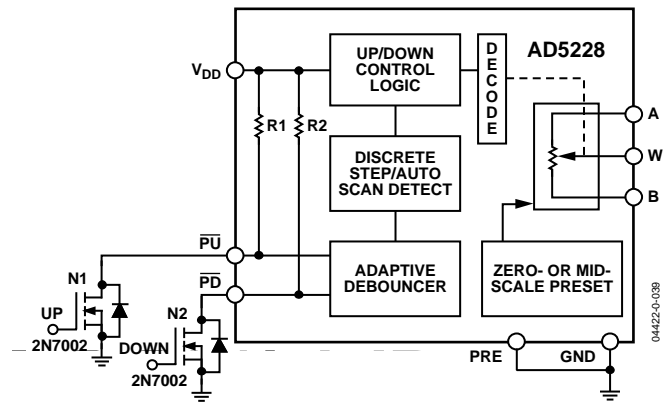 UP/DOWN
CONTROL
LOGIC
DECODE
AD5228
VDD
R1
R2
A
W
B
DISCRETE
STEP/AUTO
SCAN DETECT
PU
PD
ADAPTIVE
DEBOUNCER
ZERO- OR MID-
SCALE PRESET
N1
UP
2N7002
N2
DOWN
2N7002
PRE
GND
04422-0-039